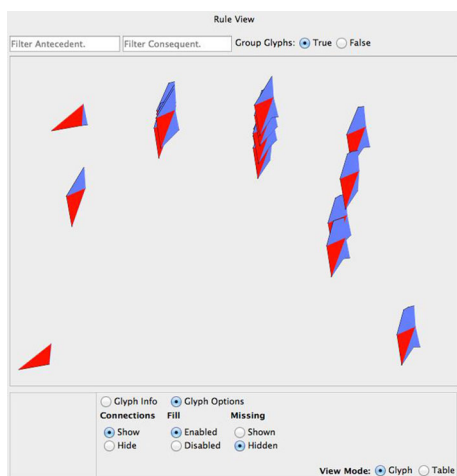 Rule View
Filter Antecedent. Filter Consequent. Group Glyphs: True False
Glyph Info Glyph Options
Connections Fill Missing
Show Enabled Shown
Hide Disabled Hidden
View Mode: Glyph Table